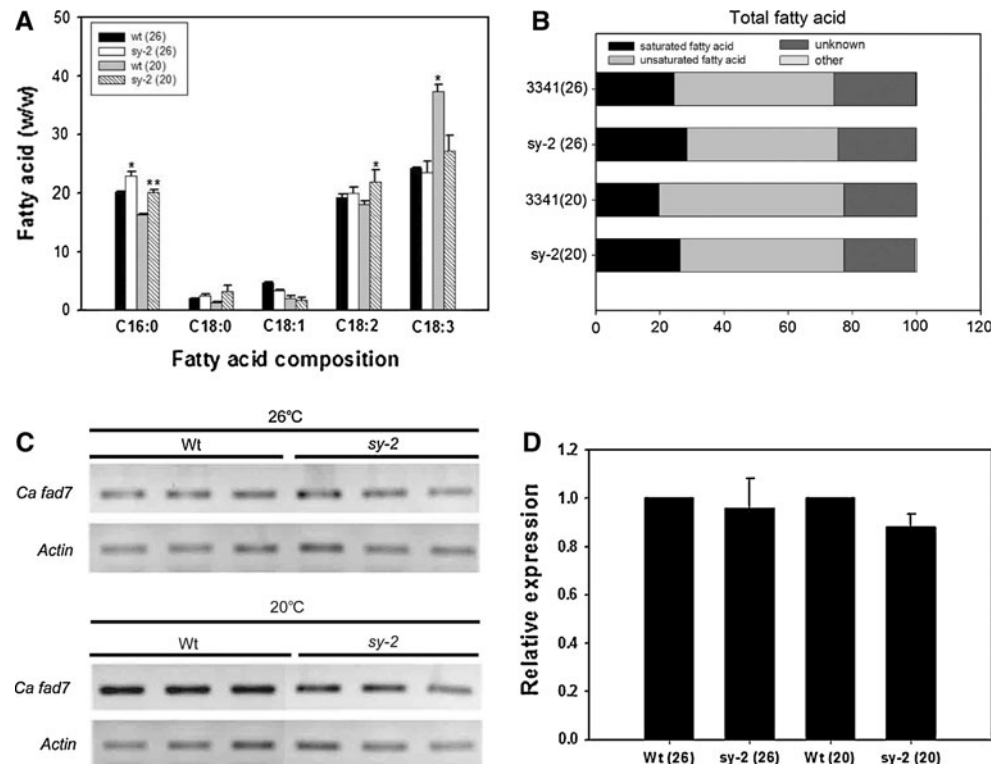 A
50
40
30
20
10
0
Fatty acid (w/w)
wt (26)
sy-2 (26)
wt (20)
sy-2 (20)
*
**
*
*
C16:0 C18:0 C18:1 C18:2 C18:3
Fatty acid composition
B
Total fatty acid
saturated fatty acid
unsaturated fatty acid
unknown
other
3341(26)
sy-2 (26)
3341(20)
sy-2(20)
0 20 40 60 80 100 120
C
26°C
Wt sy-2
Ca fad7
Actin
20°C
Wt sy-2
Ca fad7
Actin
D
1.2
1.0
0.8
0.6
0.4
0.2
0.0
Relative expression
Wt (26) sy-2 (26) Wt (20) sy-2 (20)